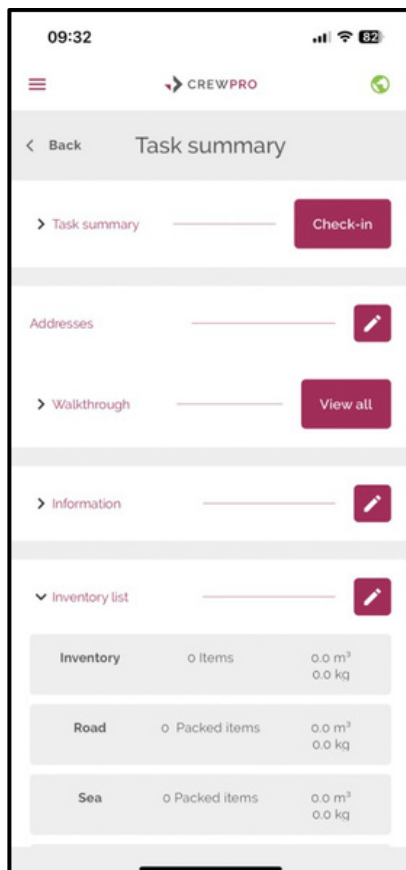 09:32
82
CREWPRO
Back Task summary
Task summary Check-in
Addresses
Walkthrough View all
Information
Inventory list
Inventory 0 Items 0.0 m³
0.0 kg
Road 0 Packed items 0.0 m³
0.0 kg
Sea 0 Packed items 0.0 m³
0.0 kg